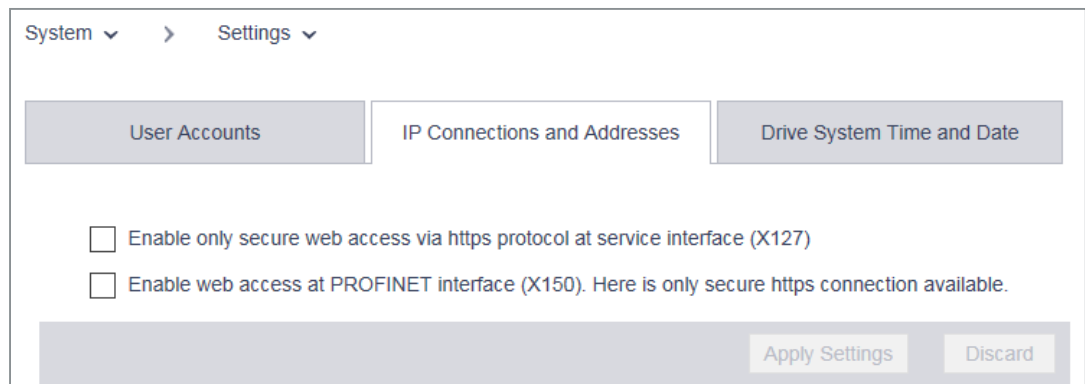 System > Settings
User Accounts IP Connections and Addresses Drive System Time and Date
Enable only secure web access via https protocol at service interface (X127)
Enable web access at PROFINET interface (X150). Here is only secure https connection available.
Apply Settings Discard